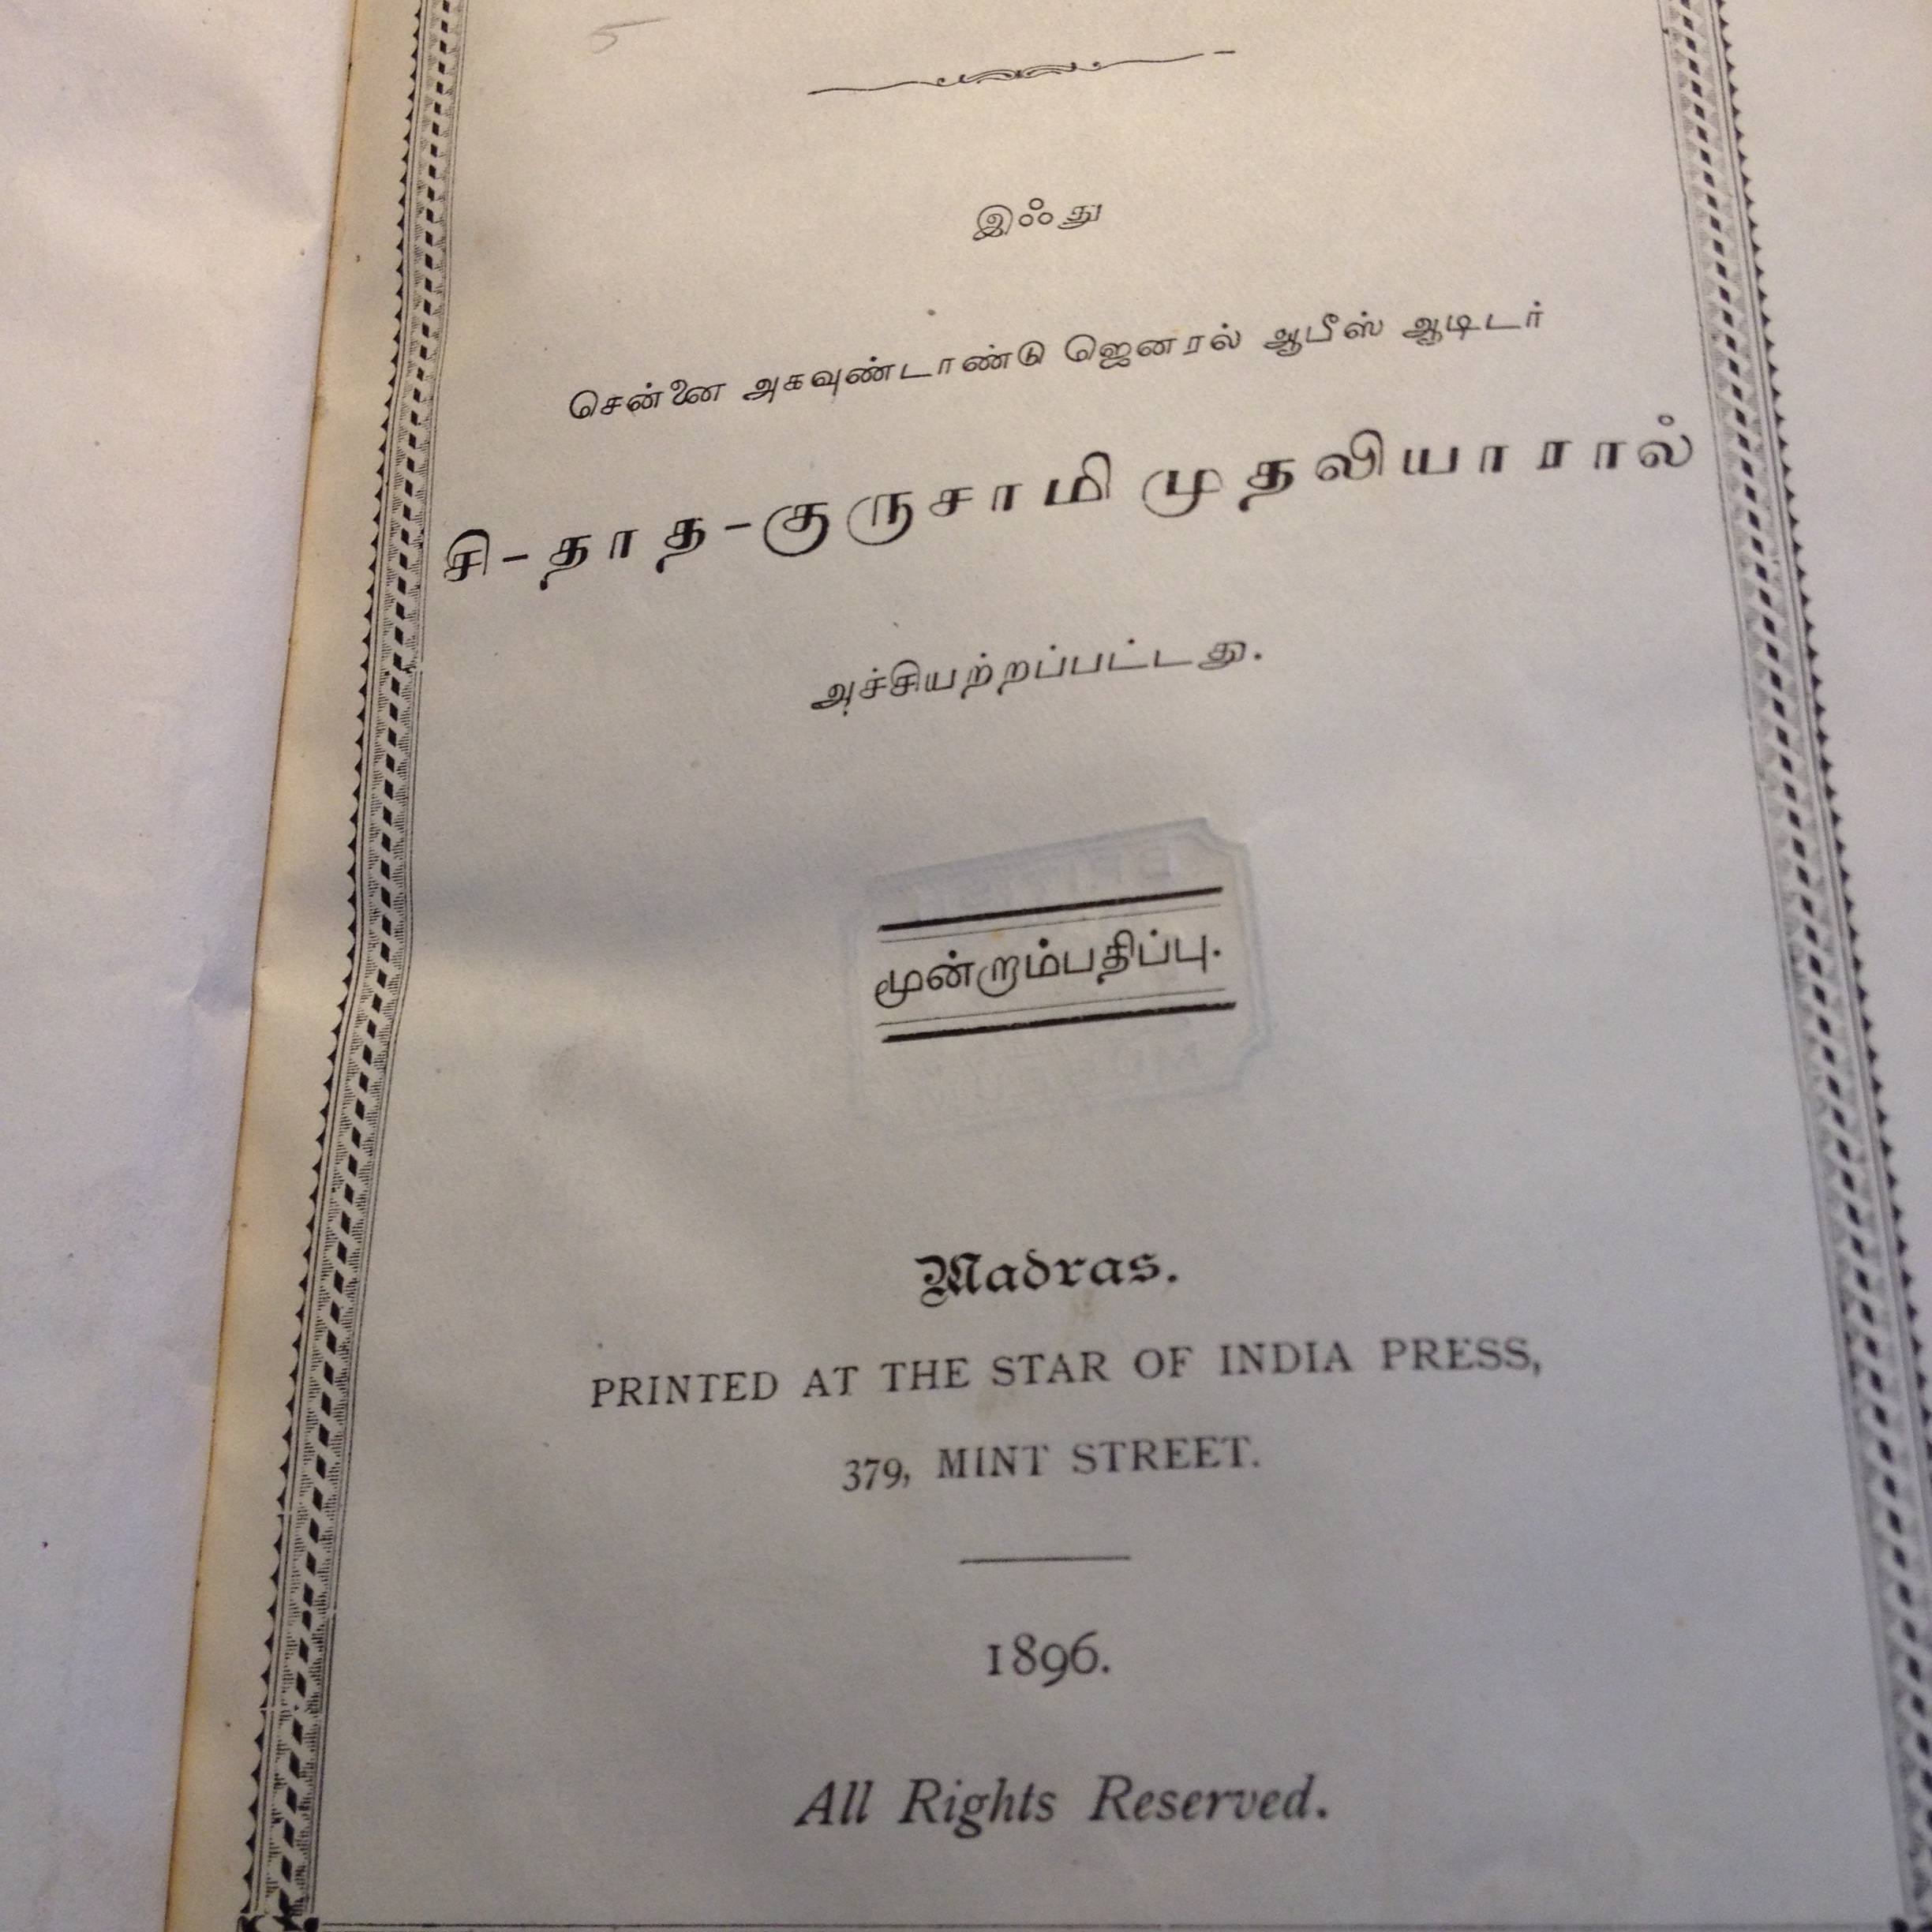 இஃது
சென்னை அகவுண்டாண்டு ஜெனரல் ஆபீஸ் ஆடிடர்
சி-தாத-குருசாமி முதலியாரால்
அச்சியற்றப்பட்டது.
மூன்றாம்பதிப்பு.
Madras.
PRINTED AT THE STAR OF INDIA PRESS,
379, MINT STREET.
1896.
All Rights Reserved.